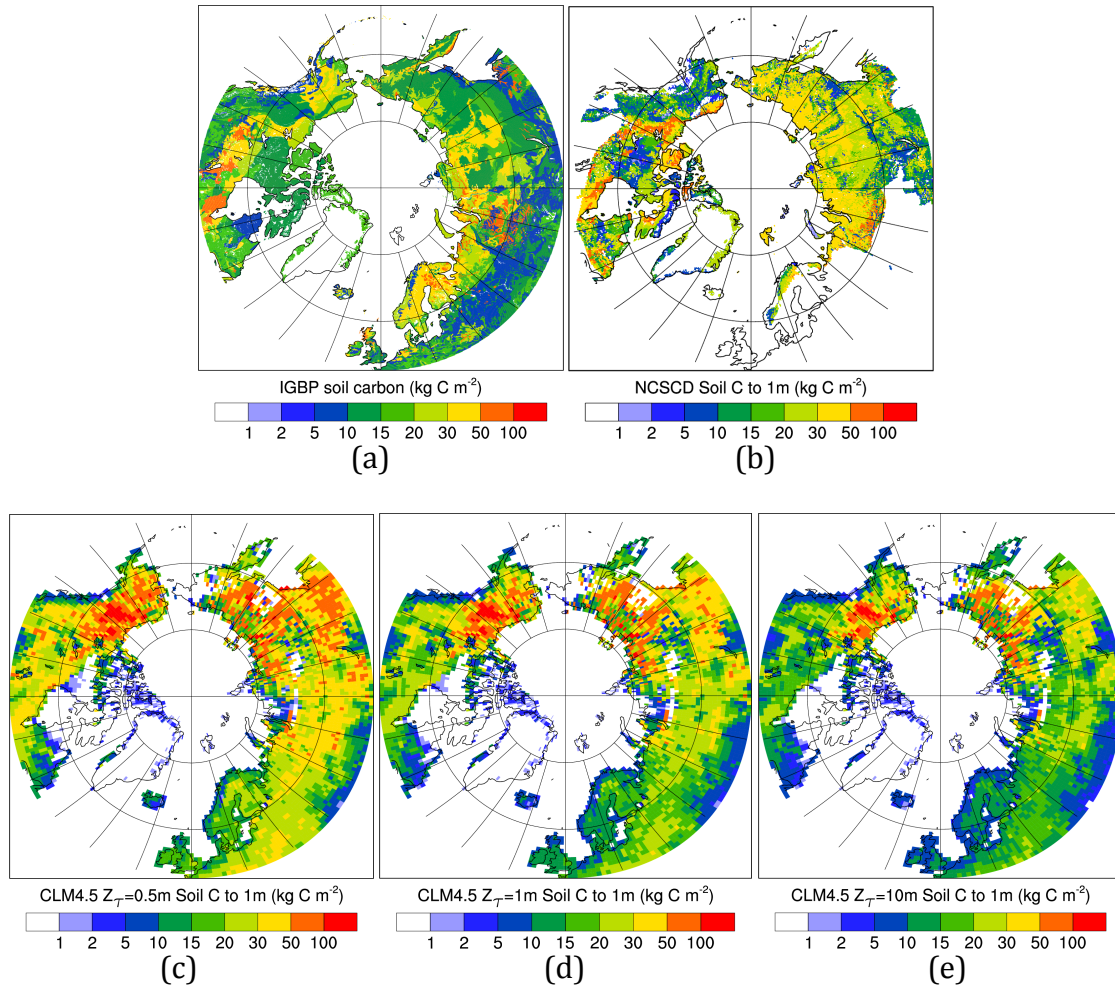 IGBP soil carbon (kg C m⁻²)
1 2 5 10 15 20 30 50 100
(a)
NCSCD Soil C to 1m (kg C m⁻²)
1 2 5 10 15 20 30 50 100
(b)
CLM4.5 Zτ=0.5m Soil C to 1m (kg C m⁻²)
1 2 5 10 15 20 30 50 100
(c)
CLM4.5 Zτ=1m Soil C to 1m (kg C m⁻²)
1 2 5 10 15 20 30 50 100
(d)
CLM4.5 Zτ=10m Soil C to 1m (kg C m⁻²)
1 2 5 10 15 20 30 50 100
(e)